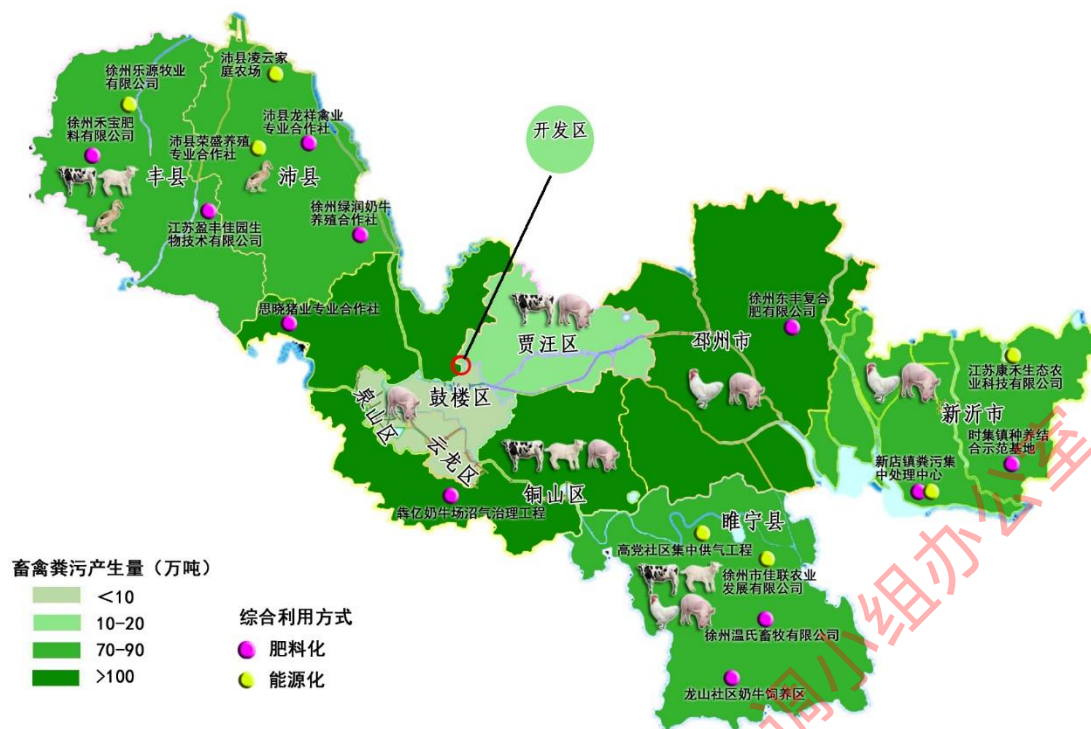 徐州乐源牧业
有限公司
沛县凌云家
庭农场
徐州禾宝肥
料有限公司
沛县荣盛养殖
专业合作社
沛县龙祥禽业
专业合作社
开发区
丰县
沛县
江苏盈丰佳园生
物技术有限公司
徐州绿润奶牛
养殖合作社
思晓猪业专业合作社
贾汪区
邳州市
徐州东丰复合
肥有限公司
江苏康禾生态农
业科技有限公司
新沂市
鼓楼区
泉山区
云龙区
铜山区
时集镇种养结
合示范基地
新店镇粪污集
中处理中心
犇亿奶牛场沼气治理工程
睢宁县
高党社区集中供气工程
徐州市佳联农业
发展有限公司
徐州温氏畜牧有限公司
龙山社区奶牛饲养区
畜禽粪污产生量（万吨）
<10
10-20
70-90
>100
综合利用方式
肥料化
能源化
调小组办公室